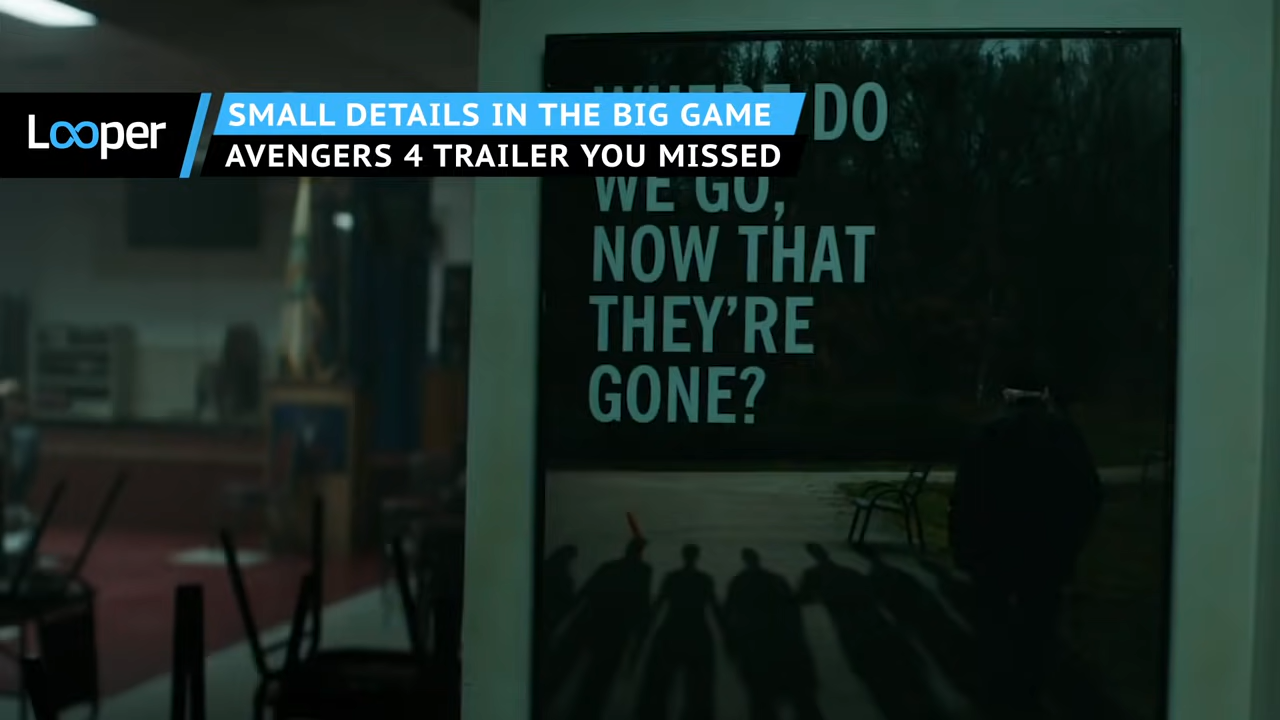 Looper
SMALL DETAILS IN THE BIG GAME
AVENGERS 4 TRAILER YOU MISSED
WHERE DO
WE GO,
NOW THAT
THEY'RE
GONE?